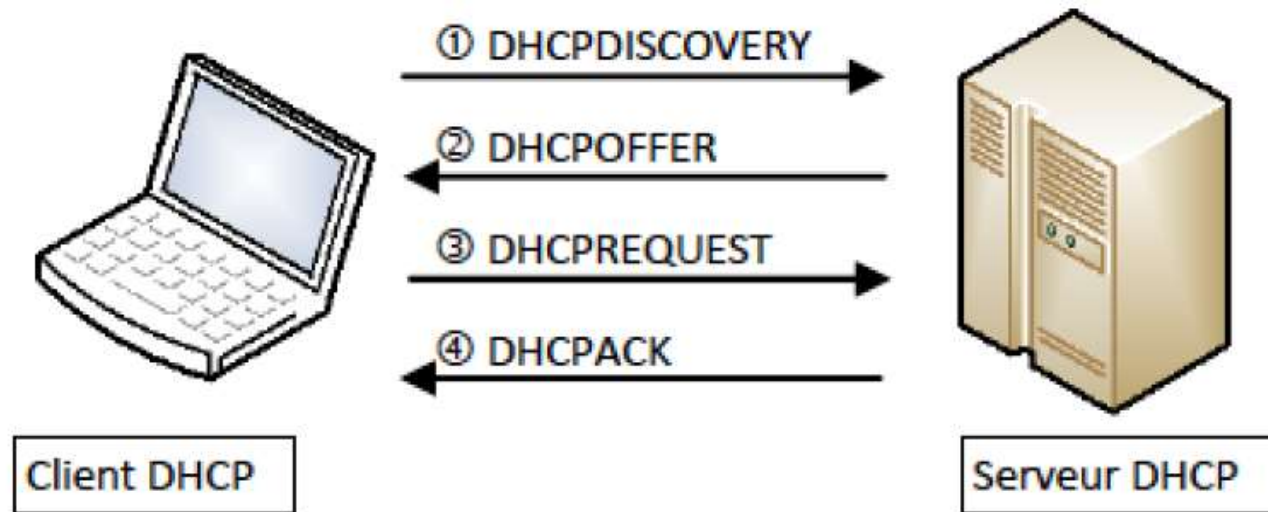 ① DHCPDISCOVERY
② DHCPOFFER
③ DHCPREQUEST
④ DHCPACK
Client DHCP
Serveur DHCP